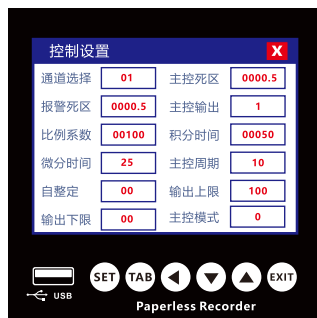 控制设置 X
通道选择 01 主控死区 0000.5
报警死区 0000.5 主控输出 1
比例系数 00100 积分时间 00050
微分时间 25 主控周期 10
自整定 00 输出上限 100
输出下限 00 主控模式 0
SET TAB EXIT
USB
Paperless Recorder